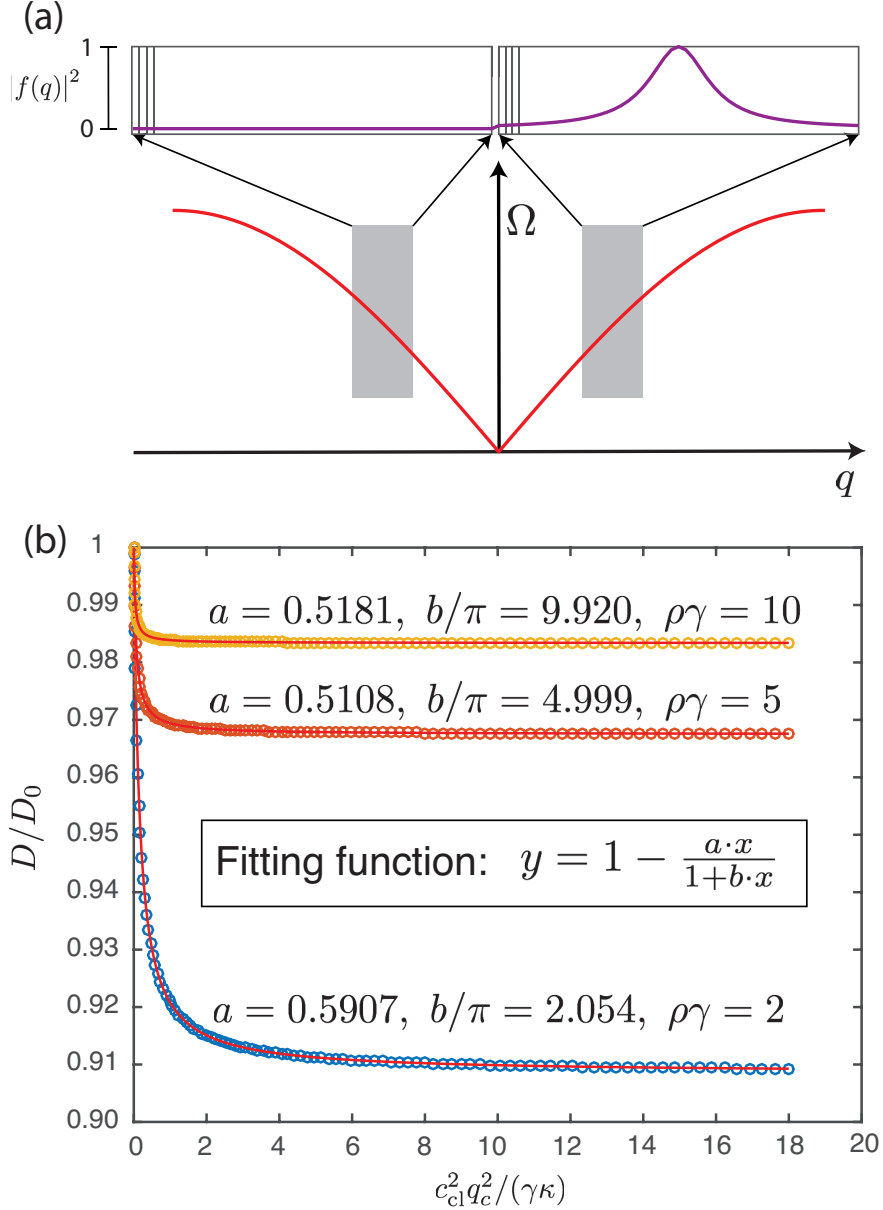 (a)
1
|f(q)|²
0
Ω
q
(b)
1
0.99
0.98
0.97
0.96
0.95
0.94
0.93
0.92
0.91
0.90
D/D₀
a = 0.5181, b/π = 9.920, ργ = 10
a = 0.5108, b/π = 4.999, ργ = 5
Fitting function: y = 1 − a·x/1+b·x
a = 0.5907, b/π = 2.054, ργ = 2
0 2 4 6 8 10 12 14 16 18 20
c²_cl q²_c/(γκ)